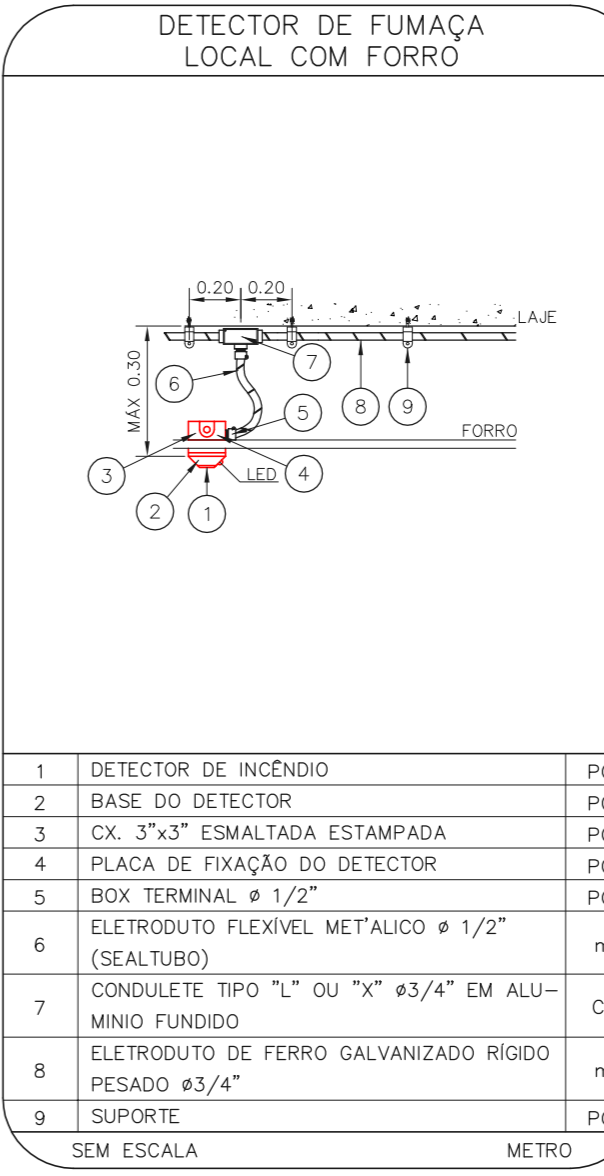 DETECTOR DE FUMAÇA
LOCAL COM FORRO
0.20 0.20
LAJE
MÁX 0.30
7
6
5
8
9
FORRO
3
LED
4
2
1
1 DETECTOR DE INCÊNDIO
2 BASE DO DETECTOR
3 CX. 3"x3" ESMALTADA ESTAMPADA
4 PLACA DE FIXAÇÃO DO DETECTOR
5 BOX TERMINAL ø 1/2"
6 ELETRODUTO FLEXÍVEL MET'ALICO ø 1/2"
(SEALTUBO)
7 CONDULETE TIPO "L" OU "X" ø3/4" EM ALU-
MINIO FUNDIDO
8 ELETRODUTO DE FERRO GALVANIZADO RÍGIDO
PESADO ø3/4"
9 SUPORTE
SEM ESCALA METRO